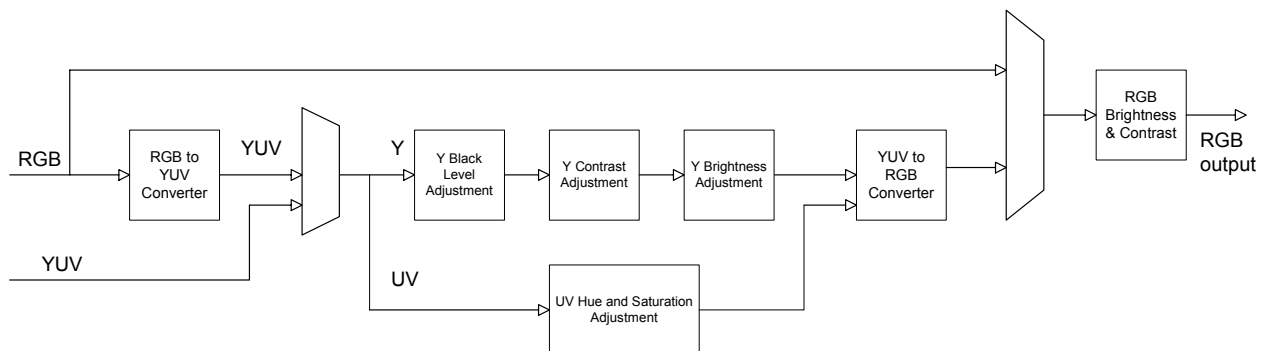 RGB
RGB to
YUV
Converter
YUV
YUV
Y
UV
Y Black
Level
Adjustment
Y Contrast
Adjustment
Y Brightness
Adjustment
UV Hue and Saturation
Adjustment
YUV to
RGB
Converter
RGB
Brightness
& Contrast
RGB
output